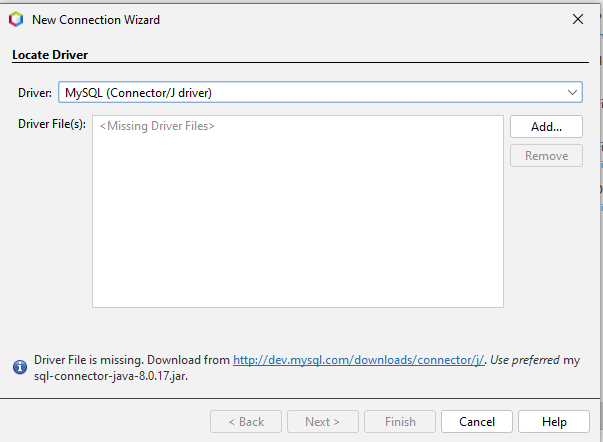 New Connection Wizard
Locate Driver
Driver: MySQL (Connector/J driver)
Driver File(s): <Missing Driver Files>
Add...
Remove
Driver File is missing. Download from http://dev.mysql.com/downloads/connector/j/. Use preferred my
sql-connector-java-8.0.17.jar.
< Back Next > Finish Cancel Help